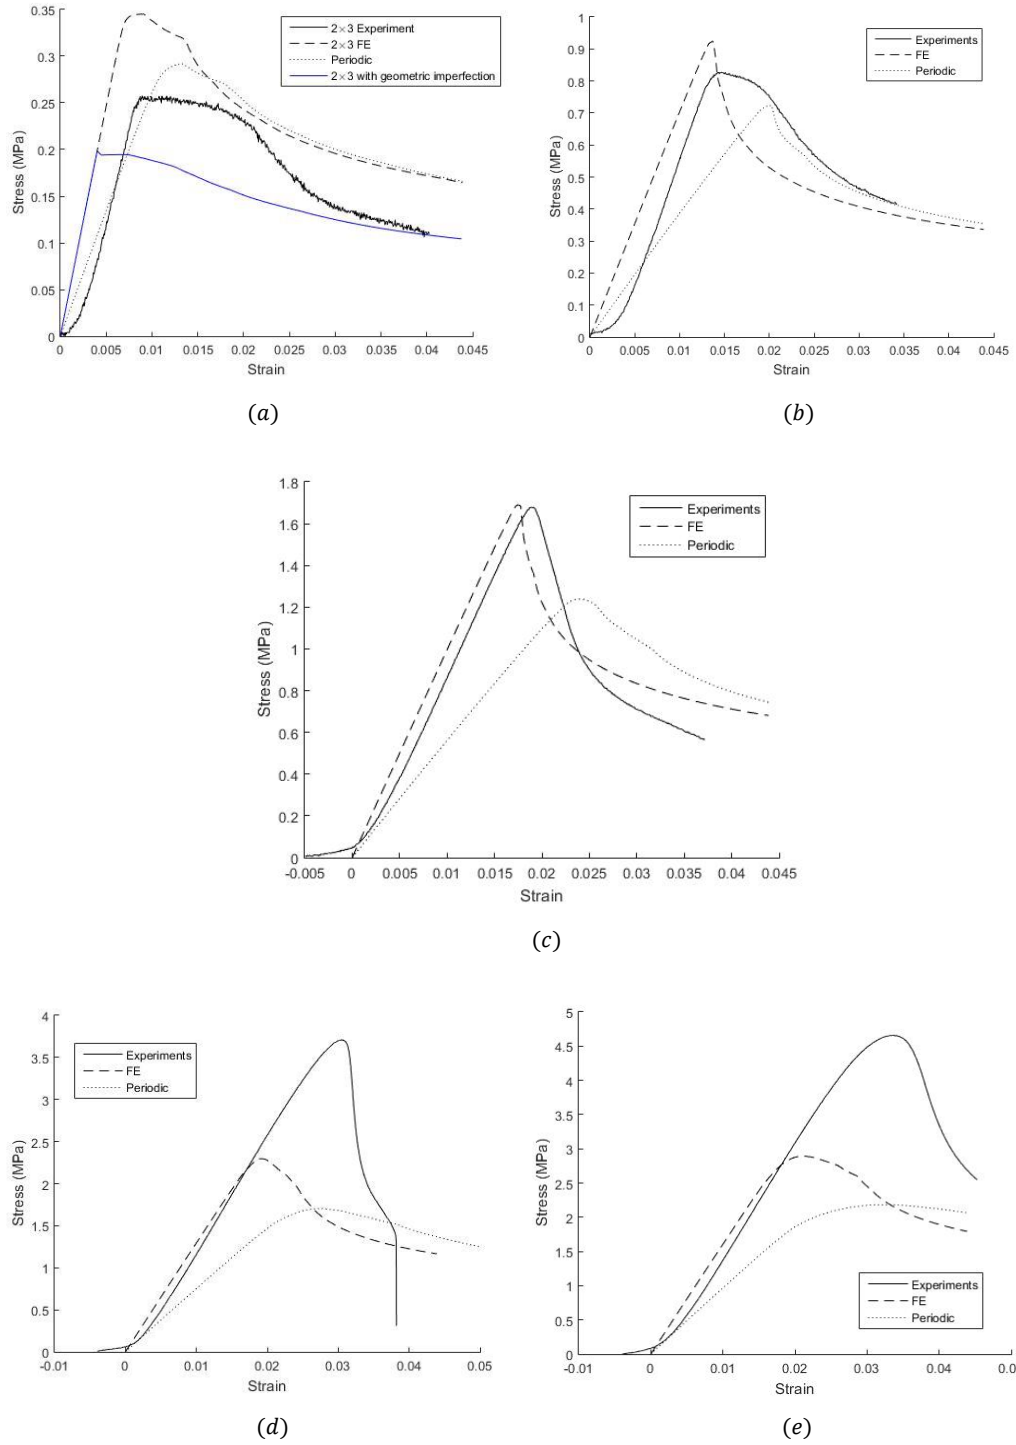 0.35
0.3
0.25
0.2
0.15
0.1
0.05
0
Stress (MPa)
0 0.005 0.01 0.015 0.02 0.025 0.03 0.035 0.04 0.045
Strain
2×3 Experiment
2×3 FE
Periodic
2×3 with geometric imperfection
(a)
1
0.9
0.8
0.7
0.6
0.5
0.4
0.3
0.2
0.1
0
Stress (MPa)
0 0.005 0.01 0.015 0.02 0.025 0.03 0.035 0.04 0.045
Strain
Experiments
FE
Periodic
(b)
1.8
1.6
1.4
1.2
1
0.8
0.6
0.4
0.2
0
Stress (MPa)
-0.005 0 0.005 0.01 0.015 0.02 0.025 0.03 0.035 0.04 0.045
Strain
Experiments
FE
Periodic
(c)
4
3.5
3
2.5
2
1.5
1
0.5
0
Stress (MPa)
-0.01 0 0.01 0.02 0.03 0.04 0.05
Strain
Experiments
FE
Periodic
(d)
5
4.5
4
3.5
3
2.5
2
1.5
1
0.5
0
Stress (MPa)
-0.01 0 0.01 0.02 0.03 0.04 0.0
Strain
Experiments
FE
Periodic
(e)